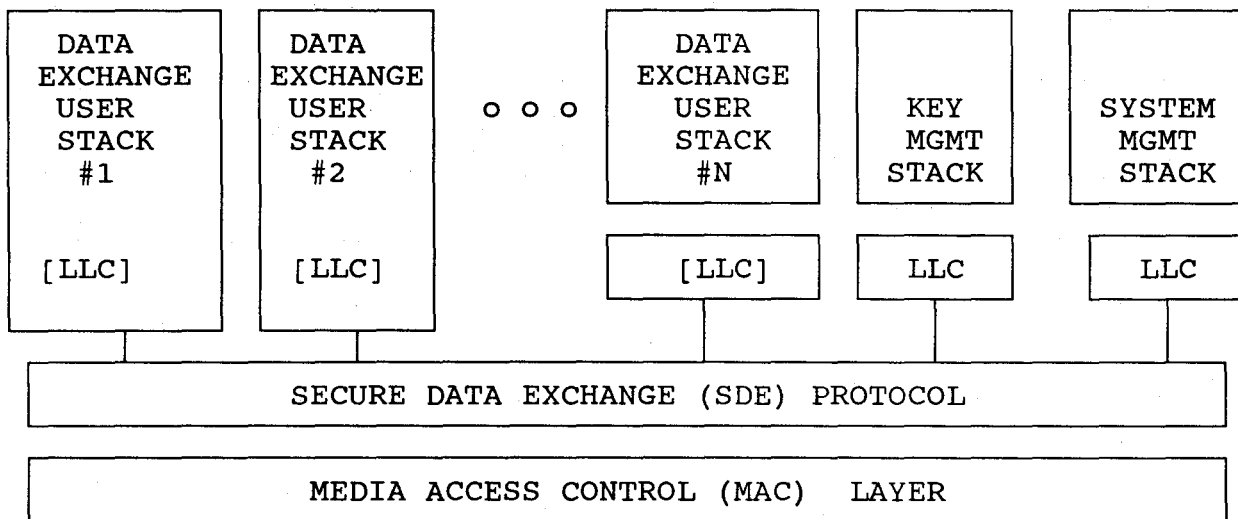 DATA EXCHANGE USER STACK #1
[LLC]
DATA EXCHANGE USER STACK #2
[LLC]
o o o
DATA EXCHANGE USER STACK #N
[LLC]
KEY MGMT STACK
LLC
SYSTEM MGMT STACK
LLC
SECURE DATA EXCHANGE (SDE) PROTOCOL
MEDIA ACCESS CONTROL (MAC) LAYER